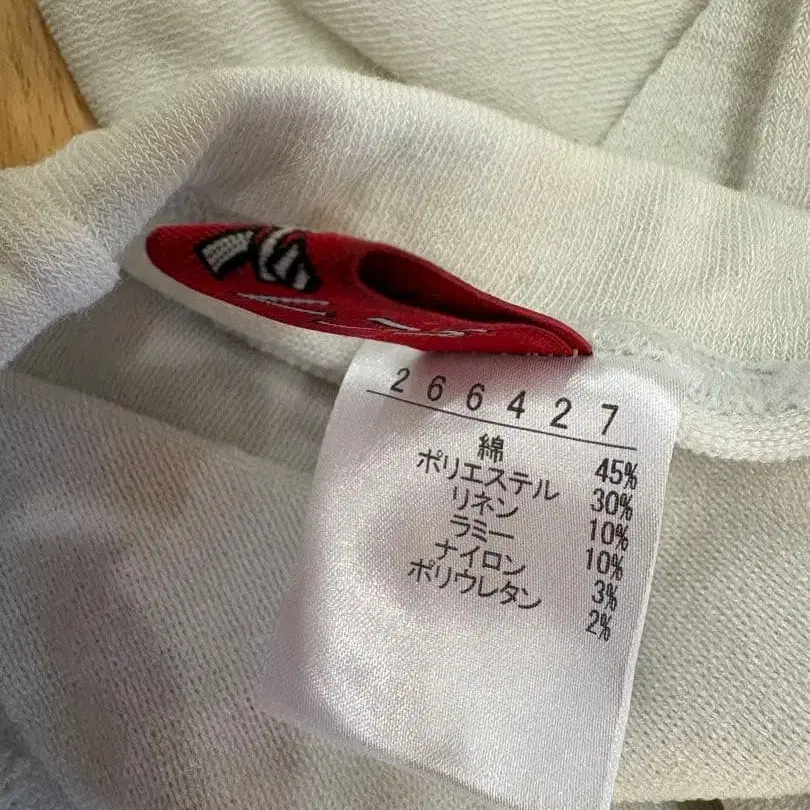 266427
綿 45%
ポリエステル 30%
リネン 10%
ラミー 10%
ナイロン 3%
ポリウレタン 2%